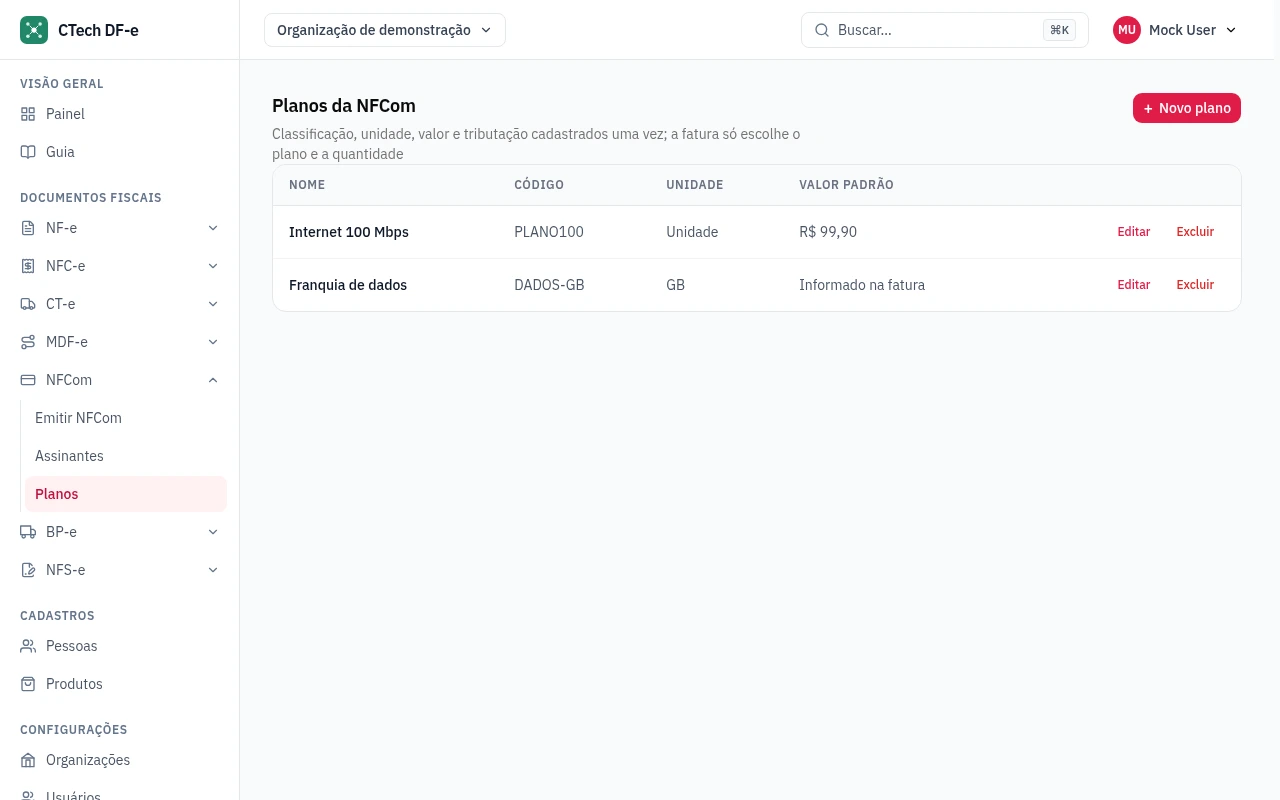 CTech DF-e
Organização de demonstração
Buscar...
⌘K
MU
Mock User
VISÃO GERAL
Painel
Guia
DOCUMENTOS FISCAIS
NF-e
NFC-e
CT-e
MDF-e
NFCom
Emitir NFCom
Assinantes
Planos
BP-e
NFS-e
CADASTROS
Pessoas
Produtos
CONFIGURAÇÕES
Organizações
Usuários
Planos da NFCom
Classificação, unidade, valor e tributação cadastrados uma vez; a fatura só escolhe o
plano e a quantidade
+ Novo plano
NOME CÓDIGO UNIDADE VALOR PADRÃO
Internet 100 Mbps PLANO100 Unidade R$ 99,90 Editar Excluir
Franquia de dados DADOS-GB GB Informado na fatura Editar Excluir